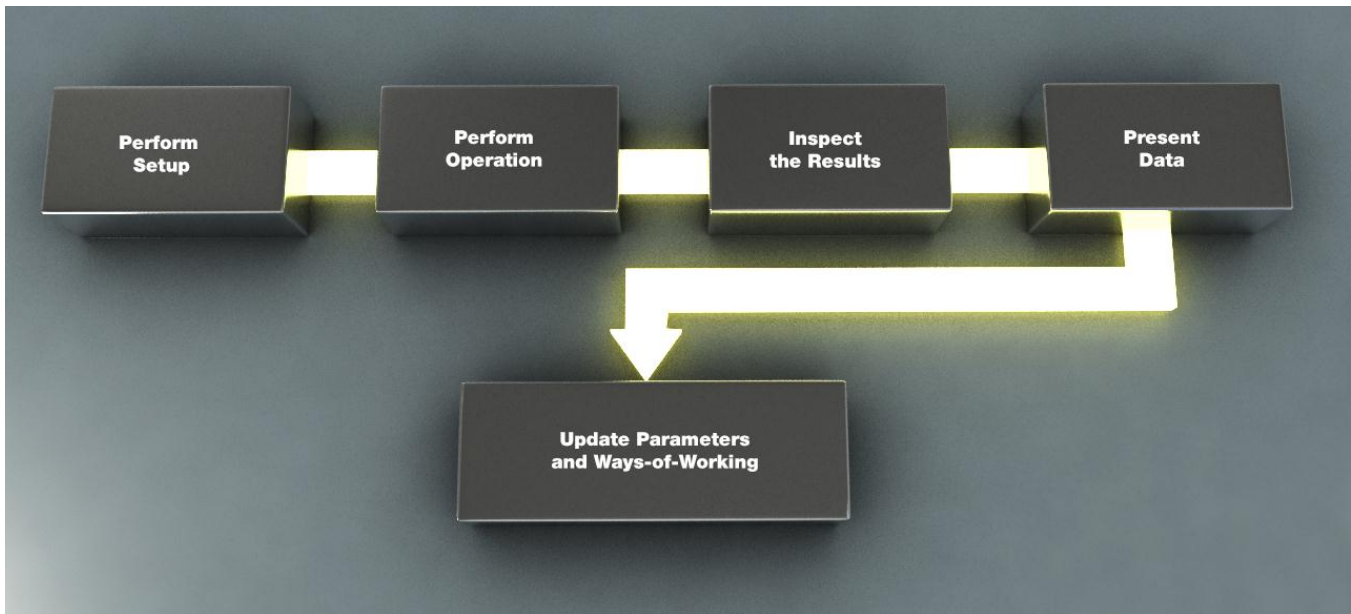 Perform
Setup
Perform
Operation
Inspect
the Results
Present
Data
Update Parameters
and Ways-of-Working